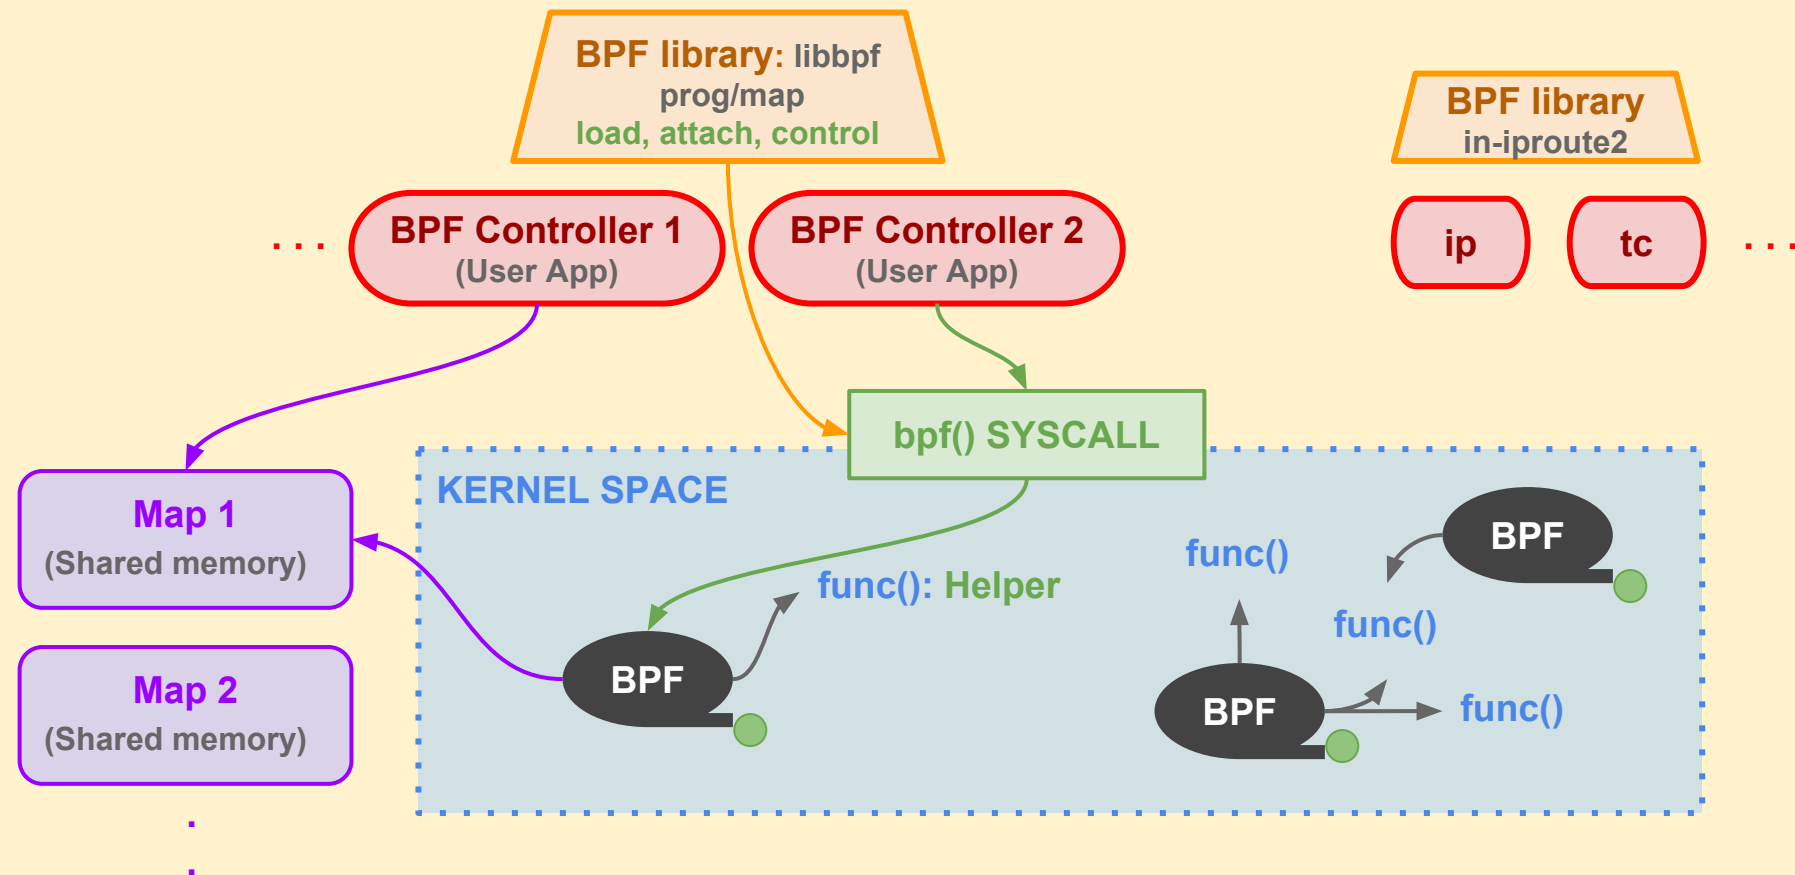 BPF library: libbpf
prog/map
load, attach, control
BPF library
in-iproute2
. . .
BPF Controller 1
(User App)
BPF Controller 2
(User App)
ip
tc
. . .
bpf() SYSCALL
KERNEL SPACE
Map 1
(Shared memory)
Map 2
(Shared memory)
.
.
func(): Helper
BPF
func()
BPF
func()
BPF
func()